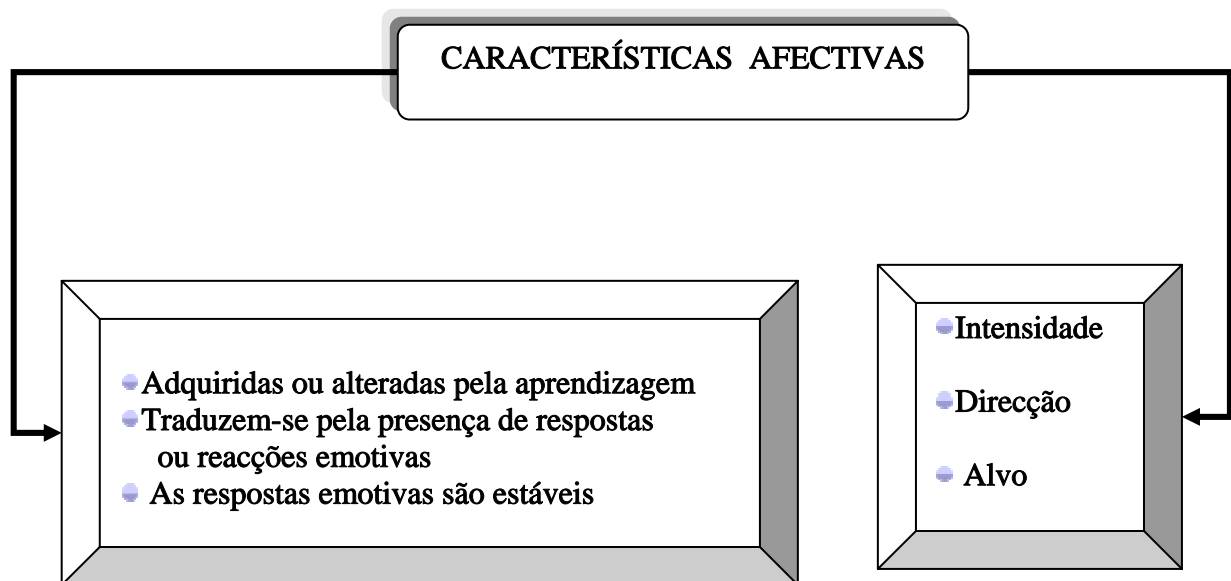 CARACTERÍSTICAS AFECTIVAS
Adquiridas ou alteradas pela aprendizagem
Traduzem-se pela presença de respostas
ou reacções emotivas
As respostas emotivas são estáveis
Intensidade
Direcção
Alvo